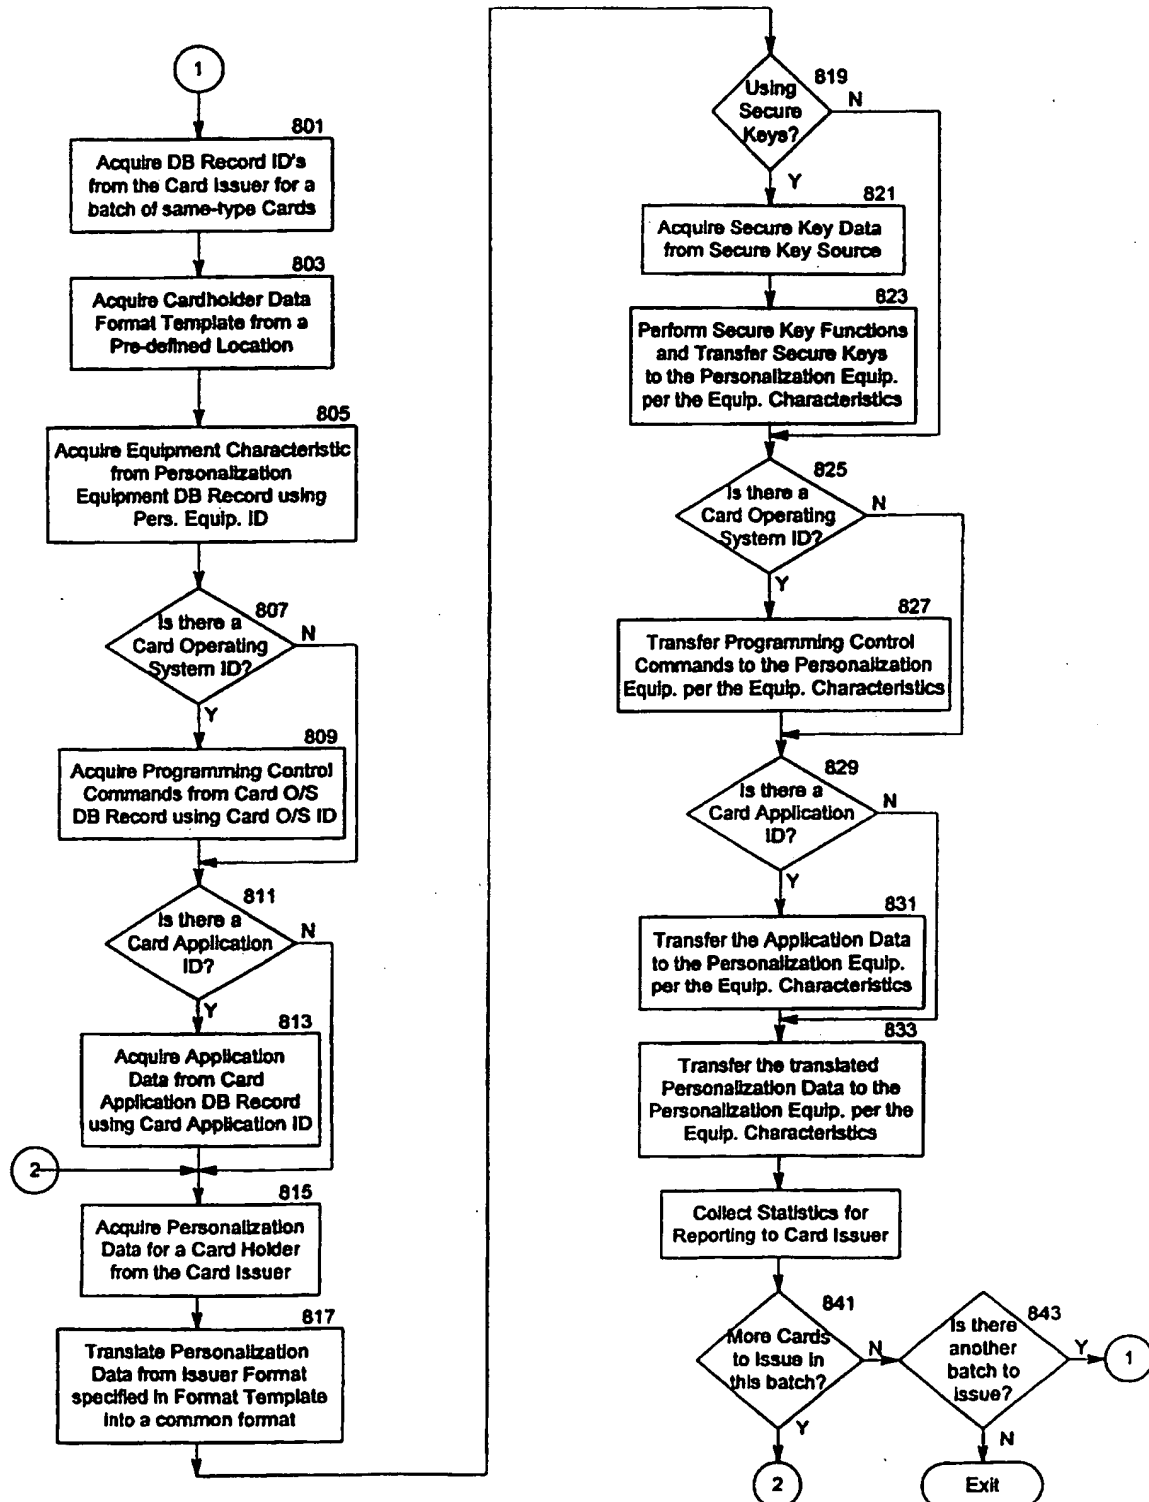 1
801
Acquire DB Record ID's
from the Card Issuer for a
batch of same-type Cards
803
Acquire Cardholder Data
Format Template from a
Pre-defined Location
805
Acquire Equipment Characteristic
from Personalization
Equipment DB Record using
Pers. Equip. ID
807
Is there a
Card Operating
System ID?
N
Y
809
Acquire Programming Control
Commands from Card O/S
DB Record using Card O/S ID
811
Is there a
Card Application
ID?
N
Y
813
Acquire Application
Data from Card
Application DB Record
using Card Application ID
2
815
Acquire Personalization
Data for a Card Holder
from the Card Issuer
817
Translate Personalization
Data from Issuer Format
specified in Format Template
into a common format
819
Using
Secure
Keys?
N
Y
821
Acquire Secure Key Data
from Secure Key Source
823
Perform Secure Key Functions
and Transfer Secure Keys
to the Personalization Equip.
per the Equip. Characteristics
825
Is there a
Card Operating
System ID?
N
Y
827
Transfer Programming Control
Commands to the Personalization
Equip. per the Equip. Characteristics
829
Is there a
Card Application
ID?
N
Y
831
Transfer the Application Data
to the Personalization Equip.
per the Equip. Characteristics
833
Transfer the translated
Personalization Data to the
Personalization Equip. per the
Equip. Characteristics
Collect Statistics for
Reporting to Card Issuer
841
More Cards
to Issue in
this batch?
N
Y
2
843
Is there
another
batch to
issue?
Y
1
N
Exit